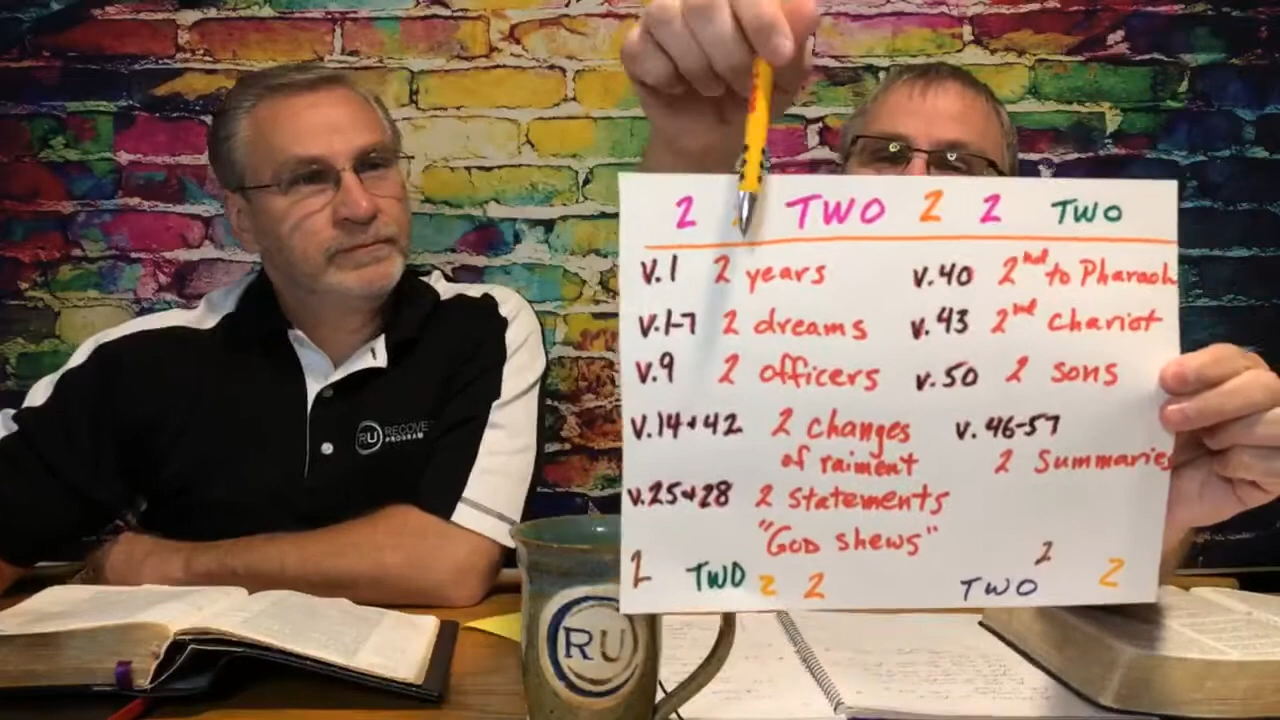 2 TWO 2 2 TWO
v.1 2 years
v.1-7 2 dreams
v.9 2 officers
v.14+42 2 changes
of raiment
v.25+28 2 Statements
"GOD shews"
v.40 2nd to Pharaoh
v.43 2nd Chariot
v.50 2 sons
v.46-57
2 Summaries
2 TWO 2 2 TWO 2 2
RU RECOVE
PROGRAM
RU